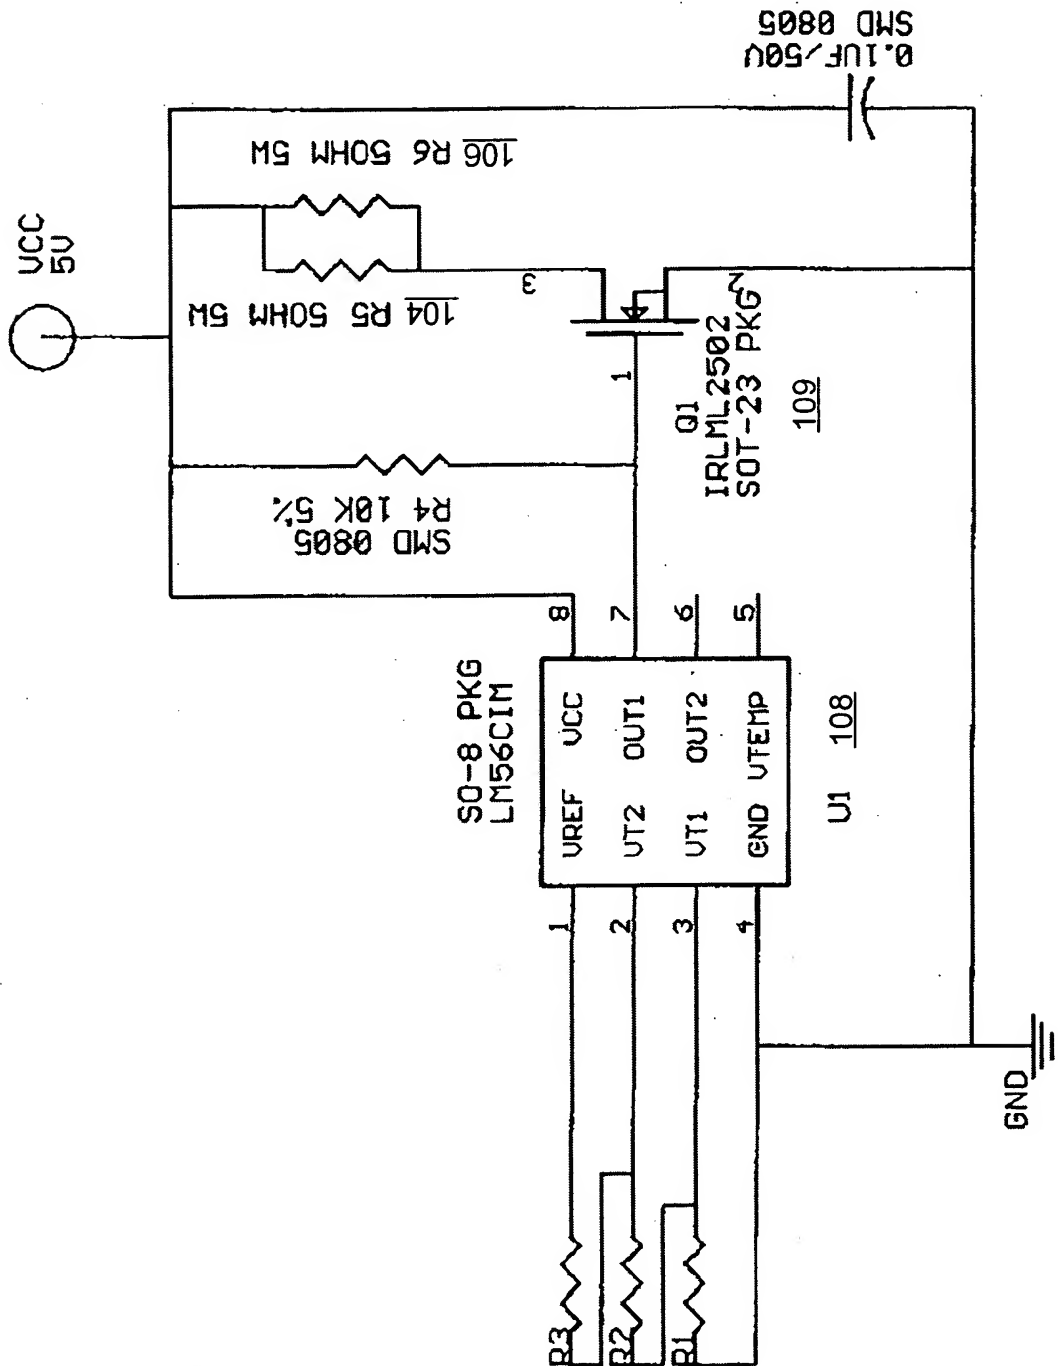 VCC
5V
0.1UF/50V
SMD 0805
106 R6 5OHM 5W
104 R5 5OHM 5W
3
2
1
Q1
IRLML2502
SOT-23 PKG
109
R4 10K 5%
SMD 0805
SO-8 PKG
LM56CIM
8
7
6
5
VREF VCC
VT2 OUT1
VT1 OUT2
GND VTEMP
U1 108
1
2
3
4
GND
R3
R2
R1